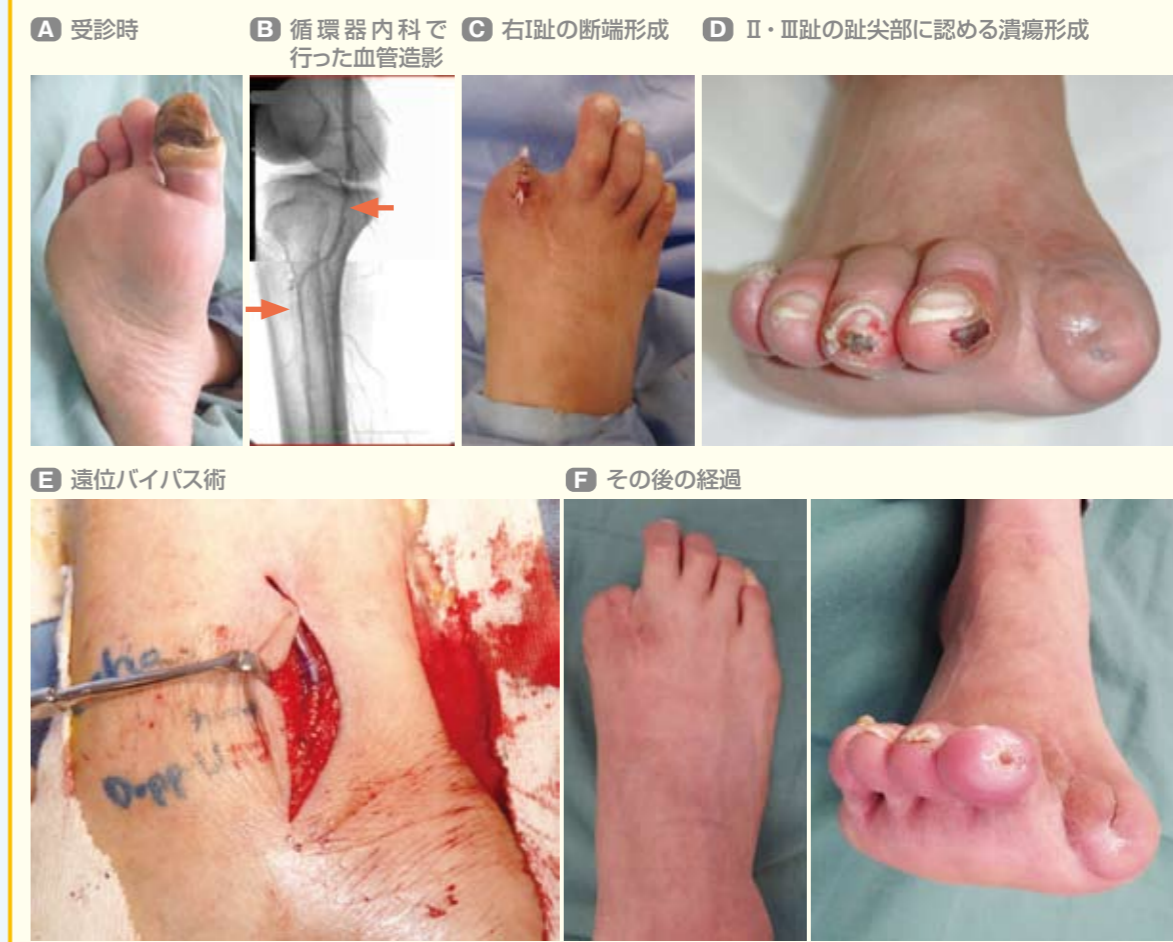 A 受診時
B 循環器内科で
行った血管造影
C 右I趾の断端形成
D Ⅱ・Ⅲ趾の趾尖部に認める潰瘍形成
E 遠位バイパス術
F その後の経過